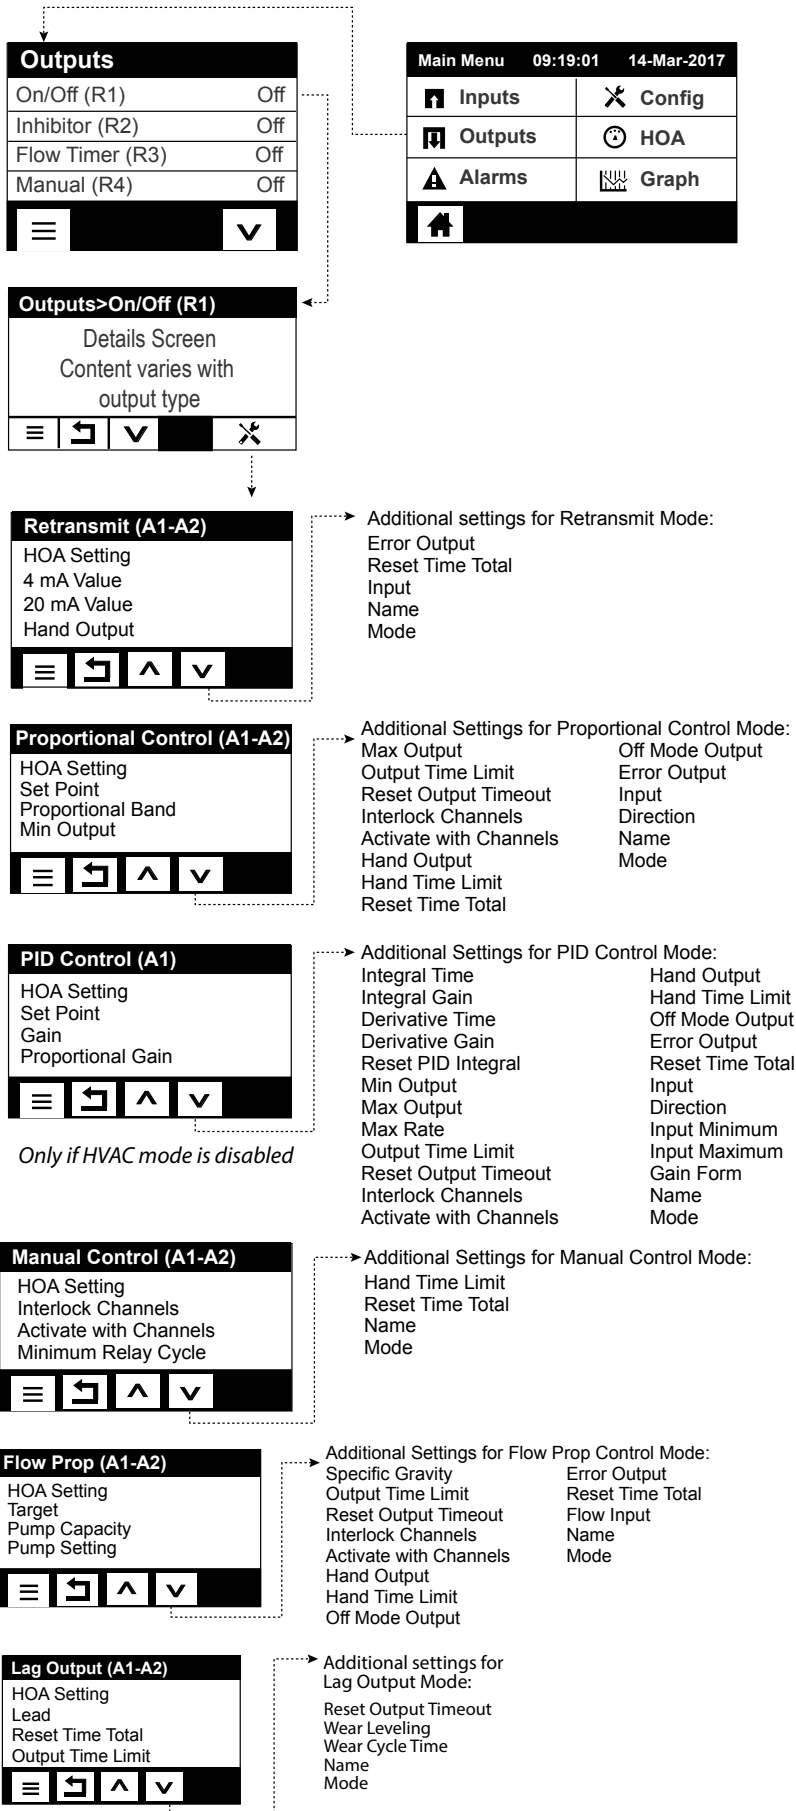 Outputs
On/Off (R1) Off
Inhibitor (R2) Off
Flow Timer (R3) Off
Manual (R4) Off
Main Menu 09:19:01 14-Mar-2017
Inputs Config
Outputs HOA
Alarms Graph
Outputs>On/Off (R1)
Details Screen
Content varies with
output type
Retransmit (A1-A2)
HOA Setting
4 mA Value
20 mA Value
Hand Output
Additional settings for Retransmit Mode:
Error Output
Reset Time Total
Input
Name
Mode
Proportional Control (A1-A2)
HOA Setting
Set Point
Proportional Band
Min Output
Additional Settings for Proportional Control Mode:
Max Output
Output Time Limit
Reset Output Timeout
Interlock Channels
Activate with Channels
Hand Output
Hand Time Limit
Reset Time Total
Off Mode Output
Error Output
Input
Direction
Name
Mode
PID Control (A1)
HOA Setting
Set Point
Gain
Proportional Gain
Only if HVAC mode is disabled
Additional Settings for PID Control Mode:
Integral Time
Integral Gain
Derivative Time
Derivative Gain
Reset PID Integral
Min Output
Max Output
Max Rate
Output Time Limit
Reset Output Timeout
Interlock Channels
Activate with Channels
Hand Output
Hand Time Limit
Off Mode Output
Error Output
Reset Time Total
Input
Direction
Input Minimum
Input Maximum
Gain Form
Name
Mode
Manual Control (A1-A2)
HOA Setting
Interlock Channels
Activate with Channels
Minimum Relay Cycle
Additional Settings for Manual Control Mode:
Hand Time Limit
Reset Time Total
Name
Mode
Flow Prop (A1-A2)
HOA Setting
Target
Pump Capacity
Pump Setting
Additional Settings for Flow Prop Control Mode:
Specific Gravity
Output Time Limit
Reset Output Timeout
Interlock Channels
Activate with Channels
Hand Output
Hand Time Limit
Off Mode Output
Error Output
Reset Time Total
Flow Input
Name
Mode
Lag Output (A1-A2)
HOA Setting
Lead
Reset Time Total
Output Time Limit
Additional settings for
Lag Output Mode:
Reset Output Timeout
Wear Leveling
Wear Cycle Time
Name
Mode